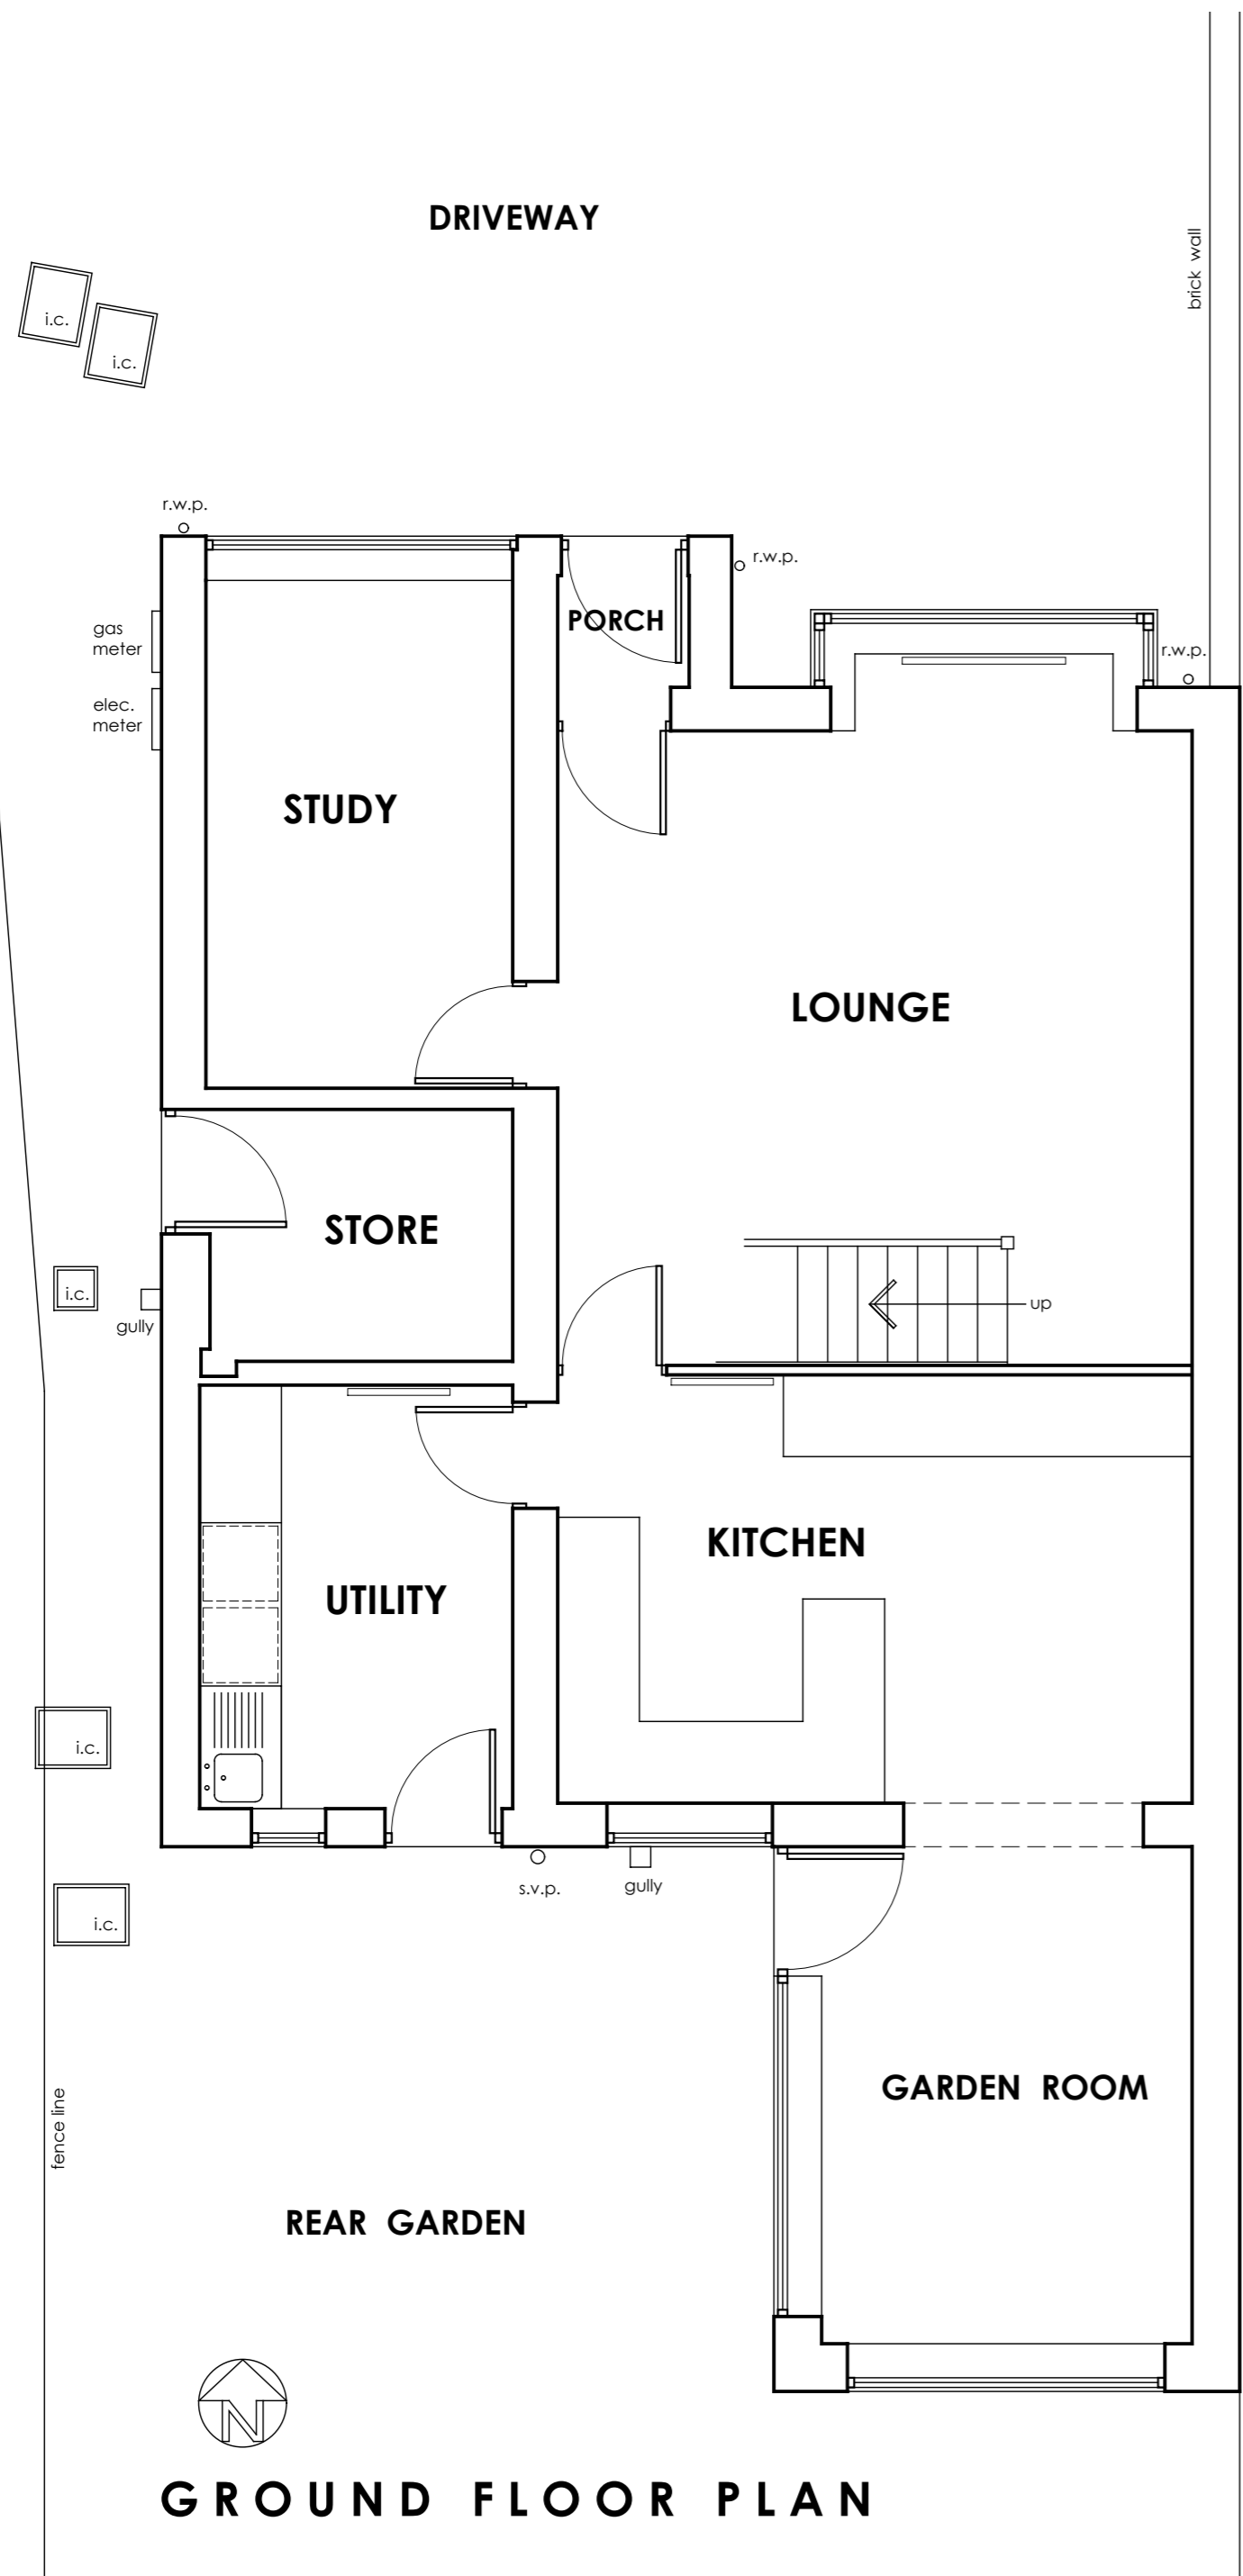 DRIVEWAY
brick wall
i.c.
i.c.
r.w.p.
r.w.p.
PORCH
gas
meter
r.w.p.
elec.
meter
STUDY
LOUNGE
STORE
i.c.
up
gully
KITCHEN
UTILITY
i.c.
s.v.p.
gully
i.c.
GARDEN ROOM
fence line
REAR GARDEN
N
GROUND FLOOR PLAN